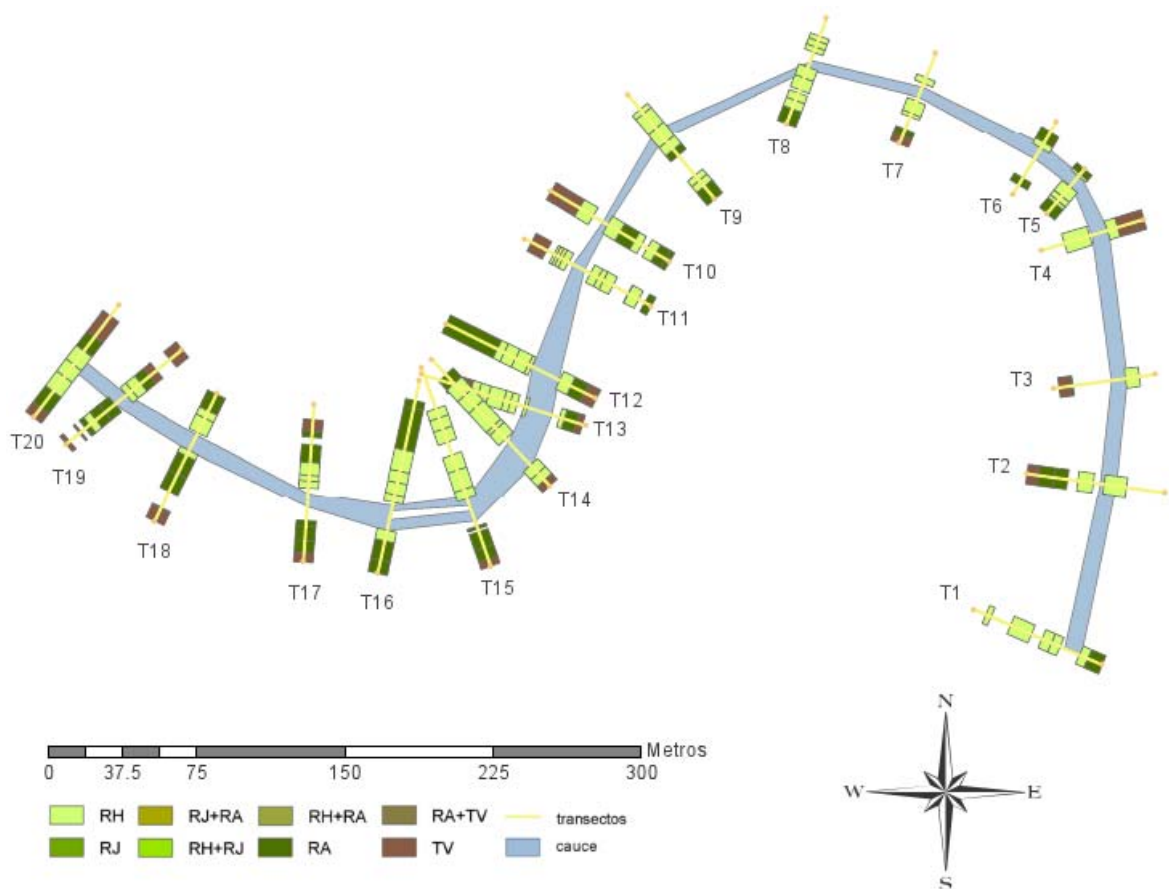 T8
T7
T6
T5
T9
T4
T10
T11
T3
T12
T13
T20
T19
T2
T14
T18
T17
T16
T15
T1
N
W E
S
Metros
0 37.5 75 150 225 300
RH RJ+RA RH+RA RA+TV transectos
RJ RH+RJ RA TV cauce